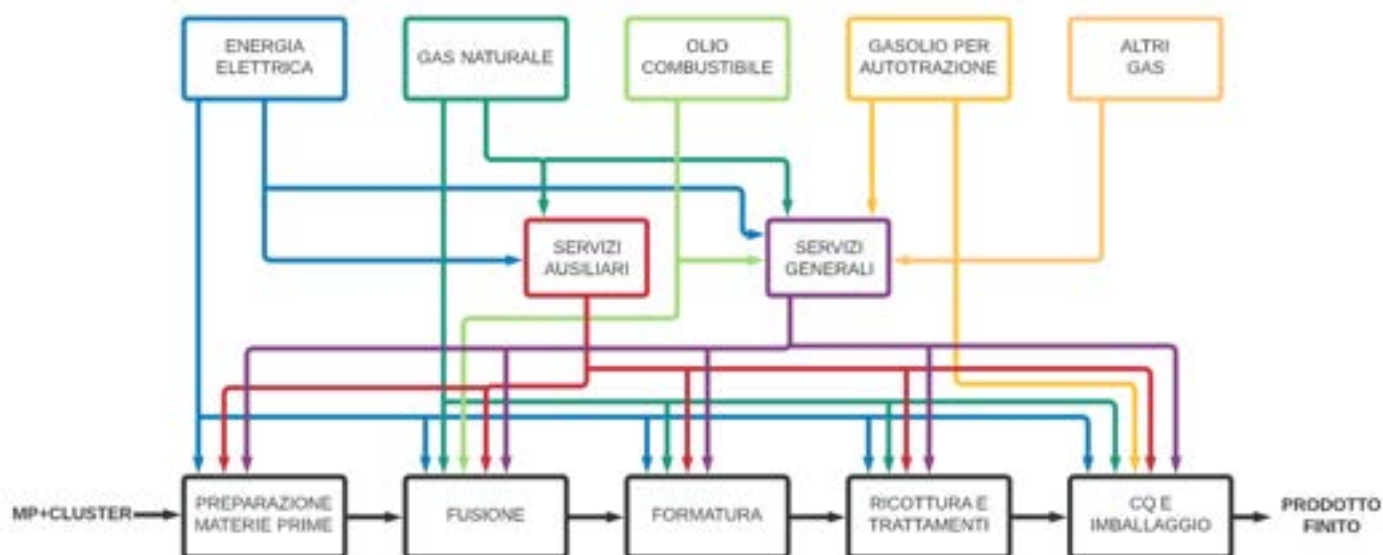 ENERGIA
ELETTRICA
GAS NATURALE
OLIO
COMBUSTIBILE
GASOLIO PER
AUTOTRAZIONE
ALTRI
GAS
SERVIZI
AUSILIARI
SERVIZI
GENERALI
MP+CLUSTER
PREPARAZIONE
MATERIE PRIME
FUSIONE
FORMATURA
RICOTTURA E
TRATTAMENTI
CQ E
IMBALLAGGIO
PRODOTTO
FINITO